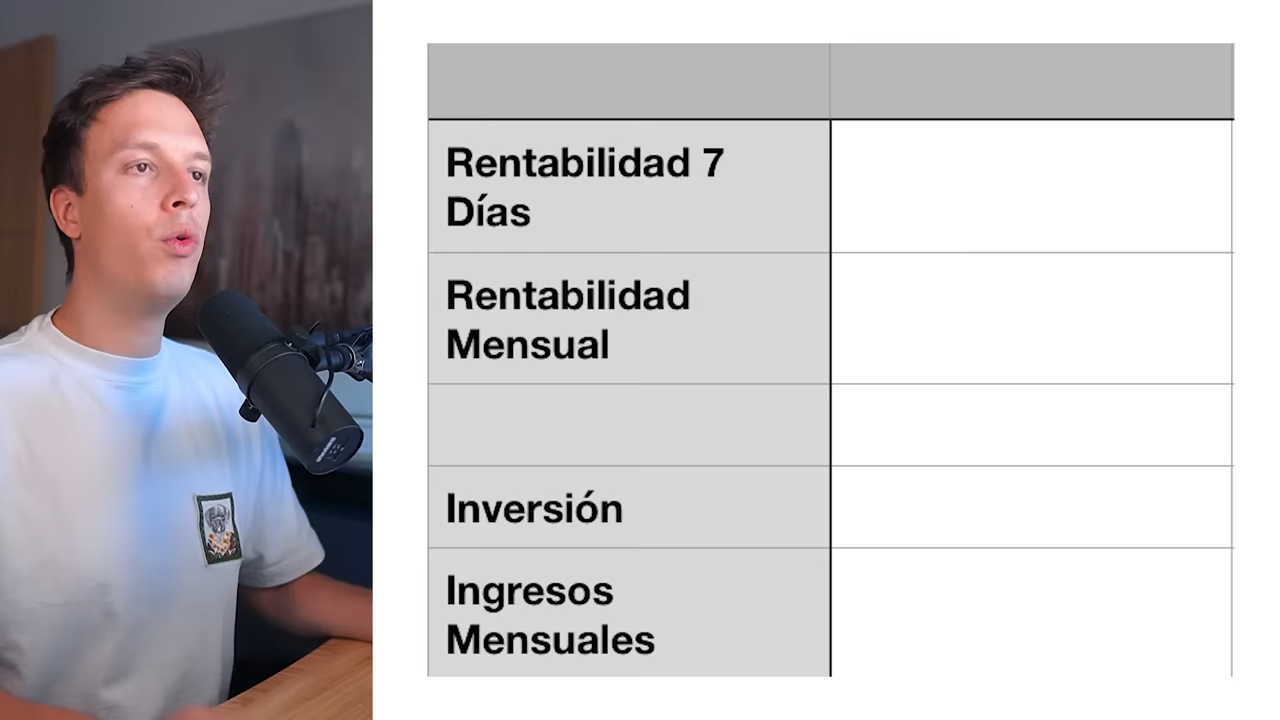 Rentabilidad 7
Días
Rentabilidad
Mensual
Inversión
Ingresos
Mensuales